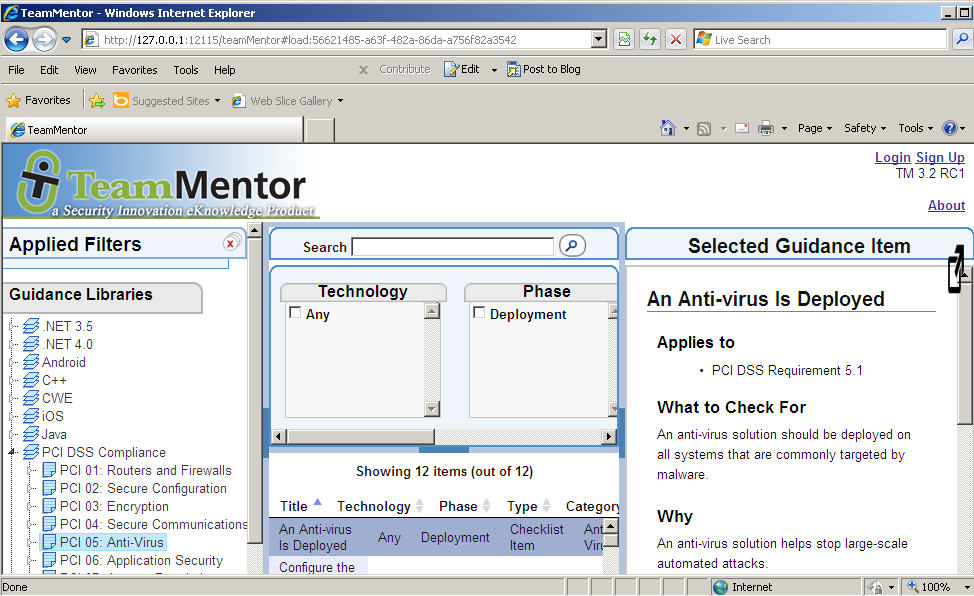 TeamMentor - Windows Internet Explorer
http://127.0.0.1:12115/teamMentor#load:56621485-a63f-482a-86da-a756f82a3542
Live Search
File Edit View Favorites Tools Help
x Contribute Edit Post to Blog
Favorites Suggested Sites Web Slice Gallery
TeamMentor
Page Safety Tools
TeamMentor
a Security Innovation eKnowledge Product
Login Sign Up
TM 3.2 RC1
About
Applied Filters
Guidance Libraries
.NET 3.5
.NET 4.0
Android
C++
CWE
iOS
Java
PCI DSS Compliance
PCI 01: Routers and Firewalls
PCI 02: Secure Configuration
PCI 03: Encryption
PCI 04: Secure Communications
PCI 05: Anti-Virus
PCI 06: Application Security
Search
Technology
Any
Phase
Deployment
Showing 12 items (out of 12)
Title Technology Phase Type Category
An Anti-virus Is Deployed Any Deployment Checklist Item Ant Viru
Configure the
Selected Guidance Item
An Anti-virus Is Deployed
Applies to
• PCI DSS Requirement 5.1
What to Check For
An anti-virus solution should be deployed on
all systems that are commonly targeted by
malware.
Why
An anti-virus solution helps stop large-scale
automated attacks.
Done
Internet
100%